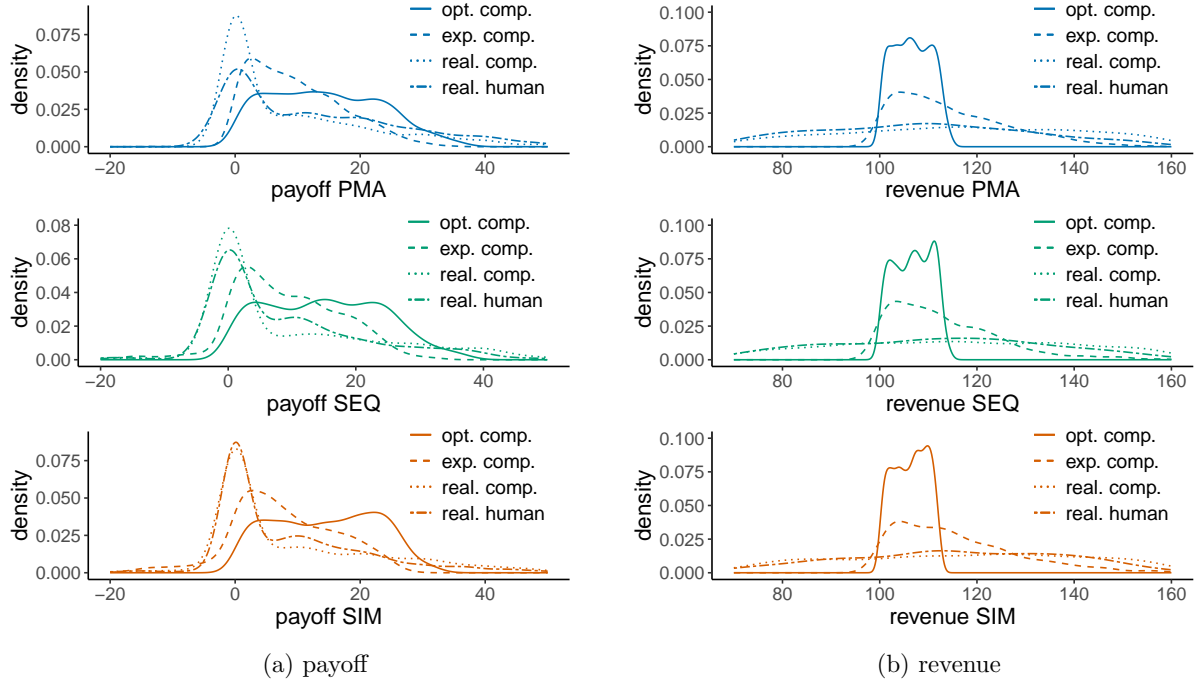 density
0.075
0.050
0.025
0.000
opt. comp.
exp. comp.
real. comp.
real. human
−20
0
20
40
payoff PMA
density
0.100
0.075
0.050
0.025
0.000
opt. comp.
exp. comp.
real. comp.
real. human
80
100
120
140
160
revenue PMA
density
0.08
0.06
0.04
0.02
0.00
opt. comp.
exp. comp.
real. comp.
real. human
−20
0
20
40
payoff SEQ
density
0.100
0.075
0.050
0.025
0.000
opt. comp.
exp. comp.
real. comp.
real. human
80
100
120
140
160
revenue SEQ
density
0.075
0.050
0.025
0.000
opt. comp.
exp. comp.
real. comp.
real. human
−20
0
20
40
payoff SIM
density
0.100
0.075
0.050
0.025
0.000
opt. comp.
exp. comp.
real. comp.
real. human
80
100
120
140
160
revenue SIM
(a) payoff
(b) revenue